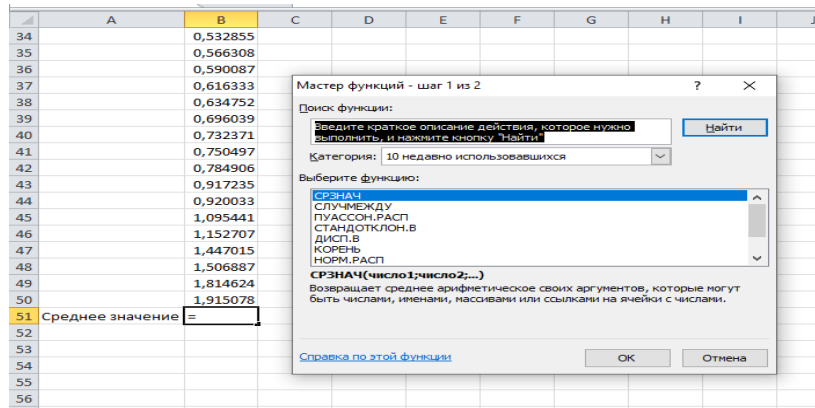 A B C D E F G H I J
34 0,532855
35 0,566308
36 0,590087
37 0,616333
38 0,634752
39 0,696039
40 0,732371
41 0,750497
42 0,784906
43 0,917235
44 0,920033
45 1,095441
46 1,152707
47 1,447015
48 1,506887
49 1,814624
50 1,915078
51 Среднее значение =
52
53
54
55
56
Мастер функций - шаг 1 из 2 ? ×
Поиск функции:
Введите краткое описание действия, которое нужно
выполнить, и нажмите кнопку "Найти"
Найти
Категория: 10 недавно использовавшихся
Выберите функцию:
СРЗНАЧ
СЛУЧМЕЖДУ
ПУАССОН.РАСП
СТАНДОТКЛОН.В
ДИСП.В
КОРЕНЬ
НОРМ.РАСП
СРЗНАЧ(число1;число2;...)
Возвращает среднее арифметическое своих аргументов, которые могут
быть числами, именами, массивами или ссылками на ячейки с числами.
Справка по этой функции
ОК Отмена